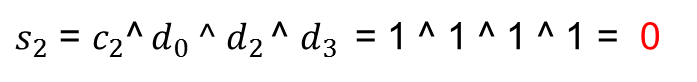 s₂ = c₂^ d₀ ^ d₂ ^ d₃ = 1 ^ 1 ^ 1 ^ 1 = 0